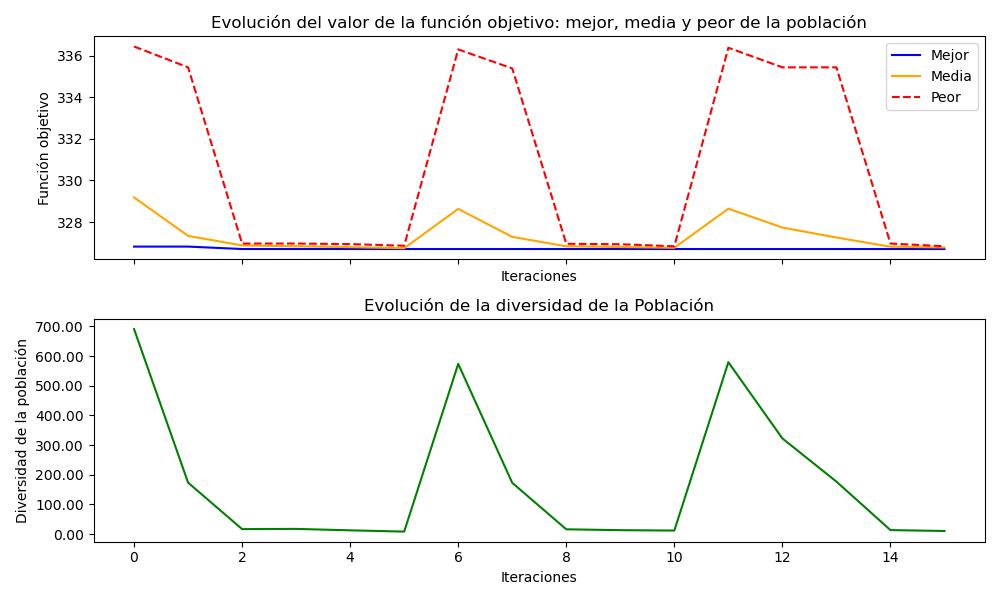 Evolución del valor de la función objetivo: mejor, media y peor de la población
Función objetivo
336
334
332
330
328
Mejor
Media
Peor
Iteraciones
Evolución de la diversidad de la Población
Diversidad de la población
700.00
600.00
500.00
400.00
300.00
200.00
100.00
0.00
0 2 4 6 8 10 12 14
Iteraciones